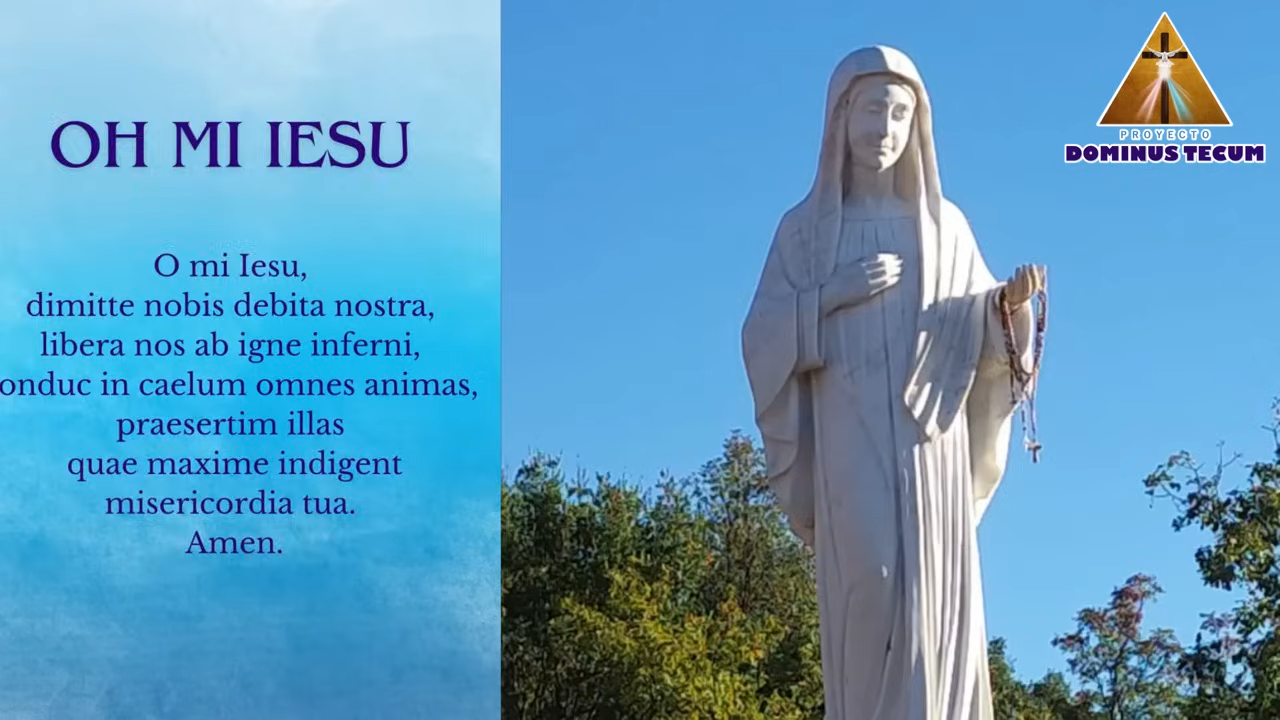 OH MI IESU
O mi Iesu,
dimitte nobis debita nostra,
libera nos ab igne inferni,
onduc in caelum omnes animas,
praesertim illas
quae maxime indigent
misericordia tua.
Amen.
PROYECTO
DOMINUS TECUM